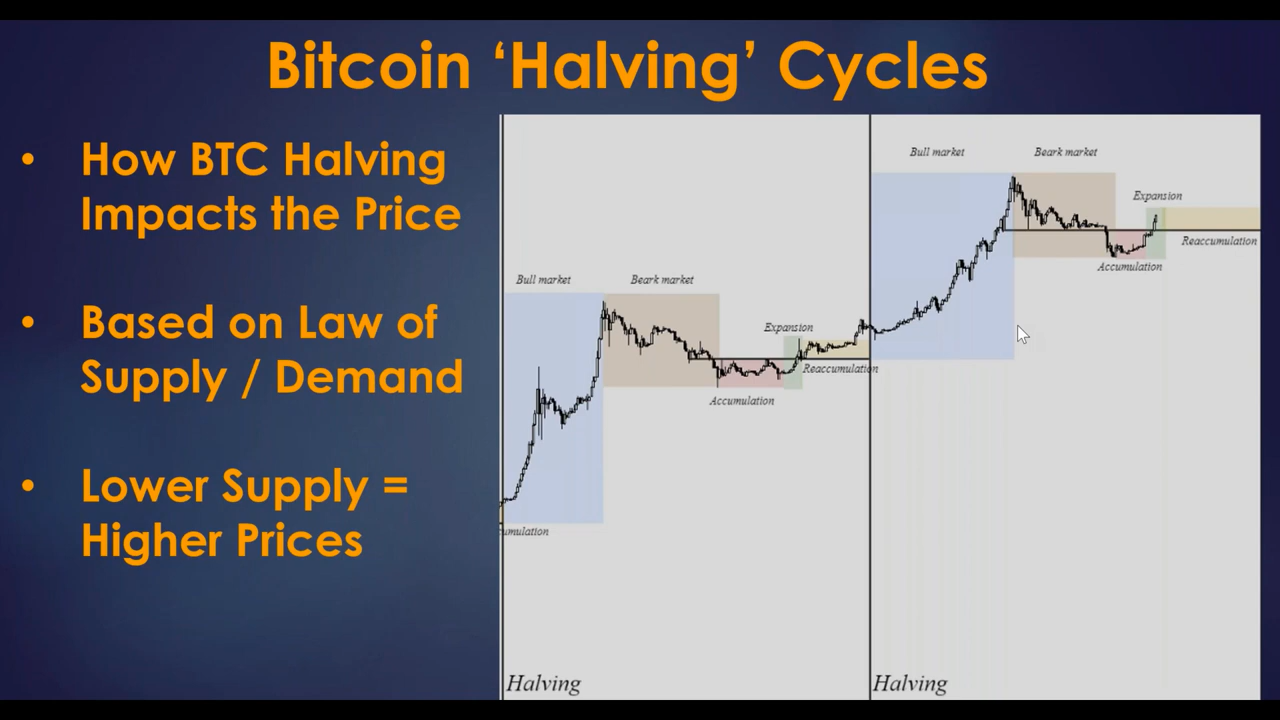 Bitcoin ‘Halving’ Cycles
• How BTC Halving
Impacts the Price
• Based on Law of
Supply / Demand
• Lower Supply =
Higher Prices
Bull market
Beark market
Expansion
Reaccumulation
Accumulation
Bull market
Beark market
Expansion
Reaccumulation
Accumulation
umulation
Halving
Halving